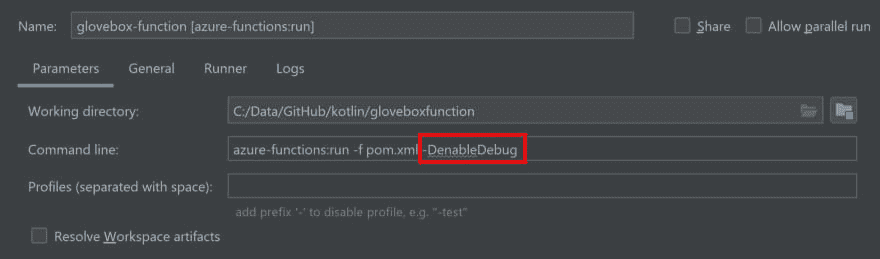 Name: glovebox-function [azure-functions:run] Share Allow parallel run
Parameters General Runner Logs
Working directory: C:/Data/GitHub/kotlin/gloveboxfunction
Command line: azure-functions:run -f pom.xml -DenableDebug
Profiles (separated with space):
add prefix '-' to disable profile, e.g. "-test"
Resolve Workspace artifacts